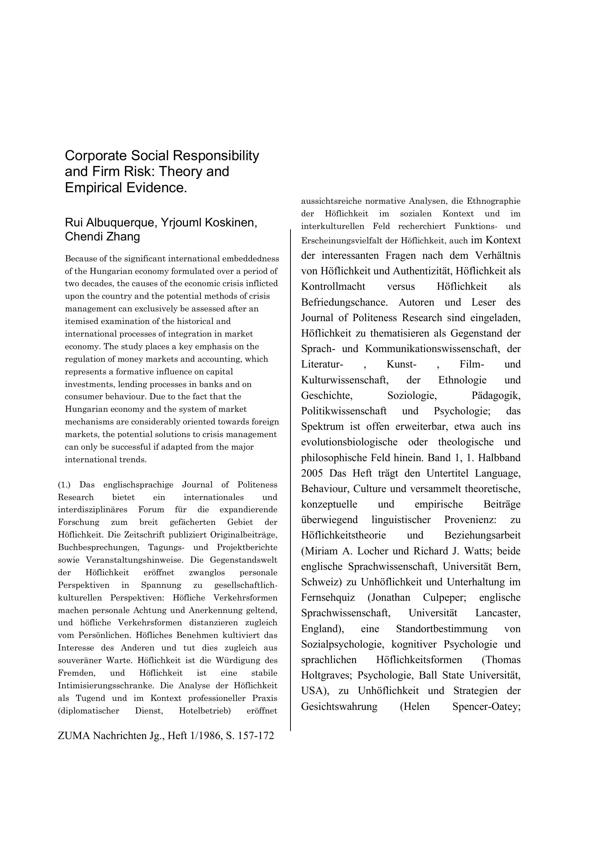 Corporate Social Responsibility
and Firm Risk: Theory and
Empirical Evidence.
Rui Albuquerque, Yrjouml Koskinen,
Chendi Zhang
Because of the significant international embeddedness
of the Hungarian economy formulated over a period of
two decades, the causes of the economic crisis inflicted
upon the country and the potential methods of crisis
management can exclusively be assessed after an
itemised examination of the historical and
international processes of integration in market
economy. The study places a key emphasis on the
regulation of money markets and accounting, which
represents a formative influence on capital
investments, lending processes in banks and on
consumer behaviour. Due to the fact that the
Hungarian economy and the system of market
mechanisms are considerably oriented towards foreign
markets, the potential solutions to crisis management
can only be successful if adapted from the major
international trends.
(1.) Das englischsprachige Journal of Politeness
Research bietet ein internationales und
interdisziplinäres Forum für die expandierende
Forschung zum breit gefächerten Gebiet der
Höflichkeit. Die Zeitschrift publiziert Originalbeiträge,
Buchbesprechungen, Tagungs- und Projektberichte
sowie Veranstaltungshinweise. Die Gegenstandswelt
der Höflichkeit eröffnet zwanglos personale
Perspektiven in Spannung zu gesellschaftlich-
kulturellen Perspektiven: Höfliche Verkehrsformen
machen personale Achtung und Anerkennung geltend,
und höfliche Verkehrsformen distanzieren zugleich
vom Persönlichen. Höfliches Benehmen kultiviert das
Interesse des Anderen und tut dies zugleich aus
souveräner Warte. Höflichkeit ist die Würdigung des
Fremden, und Höflichkeit ist eine stabile
Intimisierungsschranke. Die Analyse der Höflichkeit
als Tugend und im Kontext professioneller Praxis
(diplomatischer Dienst, Hotelbetrieb) eröffnet
aussichtsreiche normative Analysen, die Ethnographie
der Höflichkeit im sozialen Kontext und im
interkulturellen Feld recherchiert Funktions- und
Erscheinungsvielfalt der Höflichkeit, auch im Kontext
der interessanten Fragen nach dem Verhältnis
von Höflichkeit und Authentizität, Höflichkeit als
Kontrollmacht versus Höflichkeit als
Befriedungschance. Autoren und Leser des
Journal of Politeness Research sind eingeladen,
Höflichkeit zu thematisieren als Gegenstand der
Sprach- und Kommunikationswissenschaft, der
Literatur- , Kunst- , Film- und
Kulturwissenschaft, der Ethnologie und
Geschichte, Soziologie, Pädagogik,
Politikwissenschaft und Psychologie; das
Spektrum ist offen erweiterbar, etwa auch ins
evolutionsbiologische oder theologische und
philosophische Feld hinein. Band 1, 1. Halbband
2005 Das Heft trägt den Untertitel Language,
Behaviour, Culture und versammelt theoretische,
konzeptuelle und empirische Beiträge
überwiegend linguistischer Provenienz: zu
Höflichkeitstheorie und Beziehungsarbeit
(Miriam A. Locher und Richard J. Watts; beide
englische Sprachwissenschaft, Universität Bern,
Schweiz) zu Unhöflichkeit und Unterhaltung im
Fernsehquiz (Jonathan Culpeper; englische
Sprachwissenschaft, Universität Lancaster,
England), eine Standortbestimmung von
Sozialpsychologie, kognitiver Psychologie und
sprachlichen Höflichkeitsformen (Thomas
Holtgraves; Psychologie, Ball State Universität,
USA), zu Unhöflichkeit und Strategien der
Gesichtswahrung (Helen Spencer-Oatey;
ZUMA Nachrichten Jg., Heft 1/1986, S. 157-172